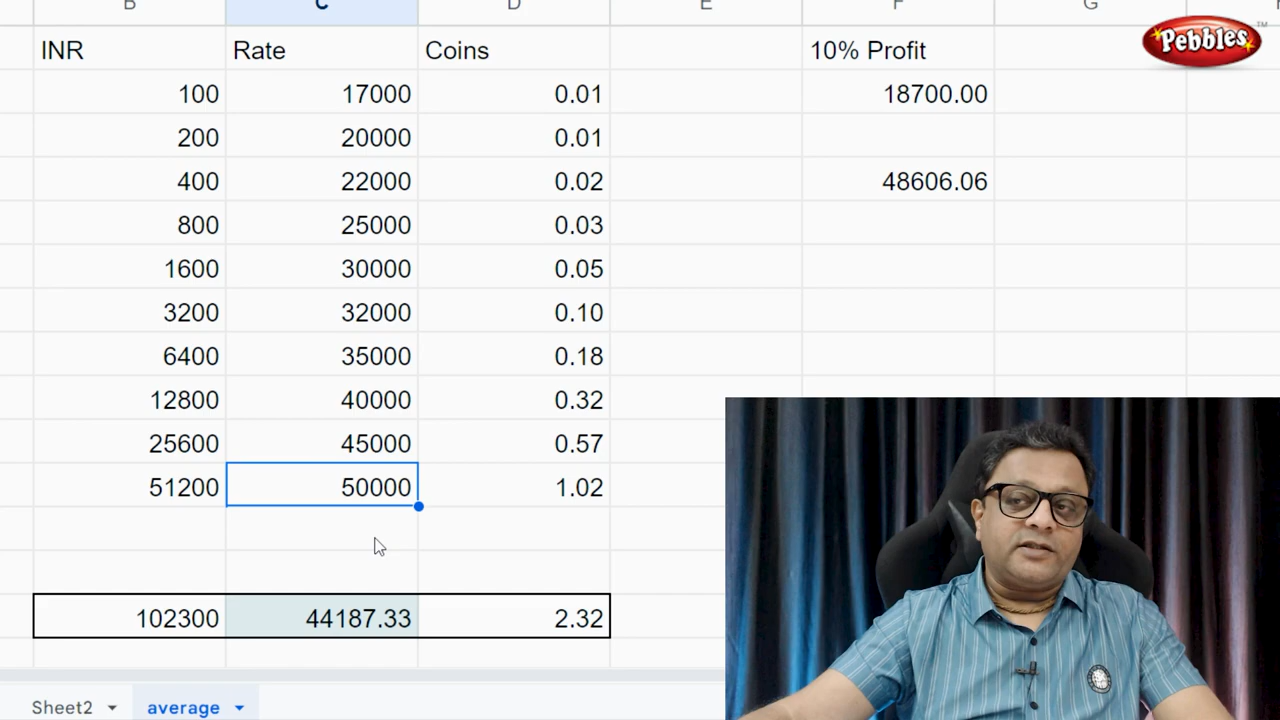 B C D E F G
Pebbles™
INR Rate Coins 10% Profit
100 17000 0.01 18700.00
200 20000 0.01
400 22000 0.02 48606.06
800 25000 0.03
1600 30000 0.05
3200 32000 0.10
6400 35000 0.18
12800 40000 0.32
25600 45000 0.57
51200 50000 1.02
102300 44187.33 2.32
Sheet2 average